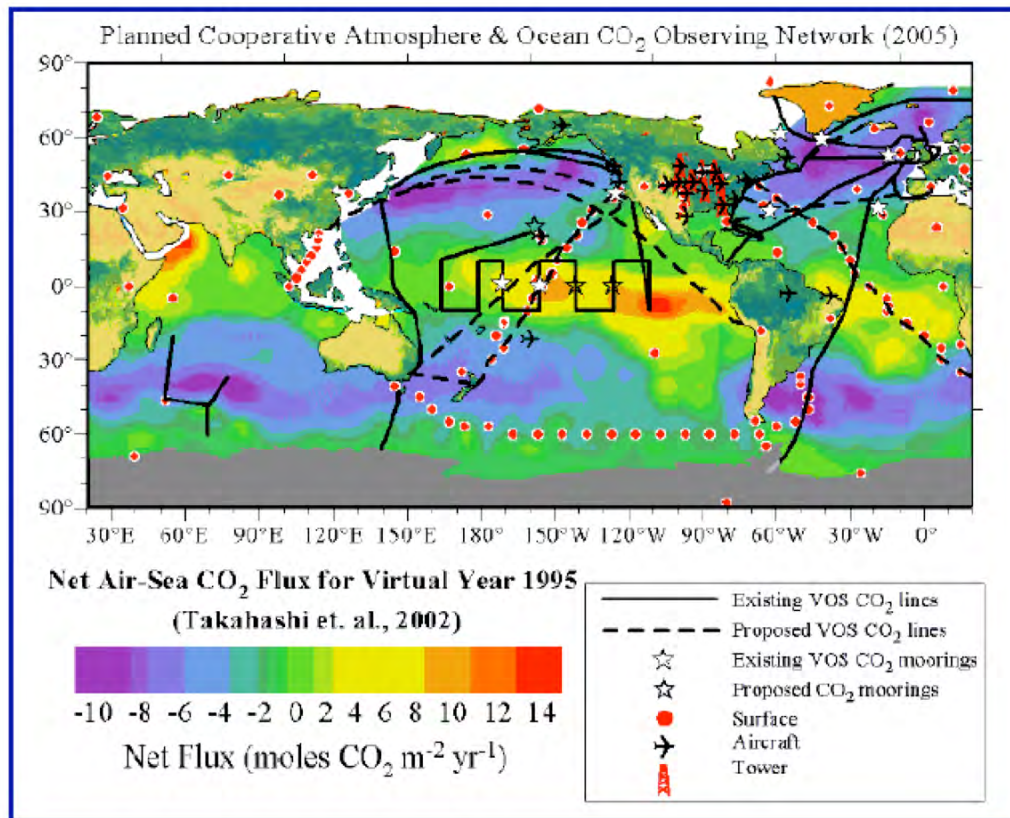 Planned Cooperative Atmosphere & Ocean CO₂ Observing Network (2005)
90°
60°
30°
0°
30°
60°
90°
30°E 60°E 90°E 120°E 150°E 180° 150°W 120°W 90°W 60°W 30°W 0°
Net Air-Sea CO₂ Flux for Virtual Year 1995
(Takahashi et. al., 2002)
-10 -8 -6 -4 -2 0 2 4 6 8 10 12 14
Net Flux (moles CO₂ m⁻² yr⁻¹)
Existing VOS CO₂ lines
Proposed VOS CO₂ lines
Existing VOS CO₂ moorings
Proposed CO₂ moorings
Surface
Aircraft
Tower